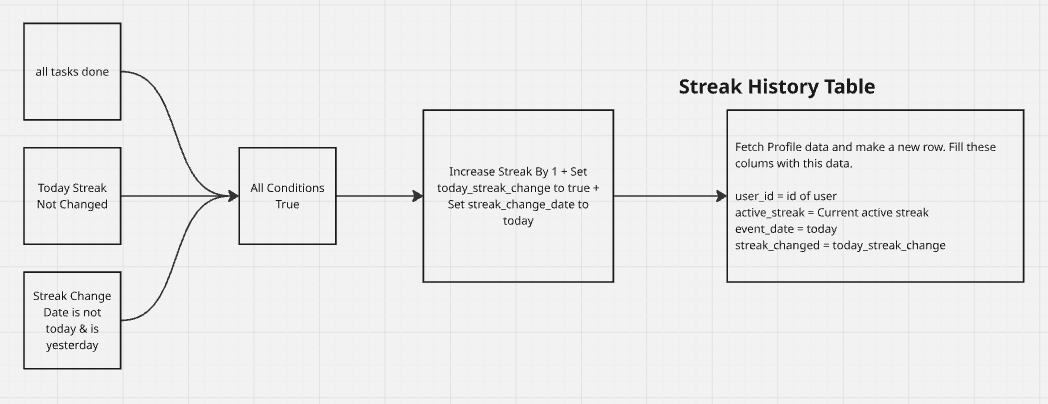 all tasks done
Today Streak
Not Changed
Streak Change
Date is not
today & is
yesterday
All Conditions
True
Increase Streak By 1 + Set
today_streak_change to true +
Set streak_change_date to
today
Streak History Table
Fetch Profile data and make a new row. Fill these
colums with this data.
user_id = id of user
active_streak = Current active streak
event_date = today
streak_changed = today_streak_change